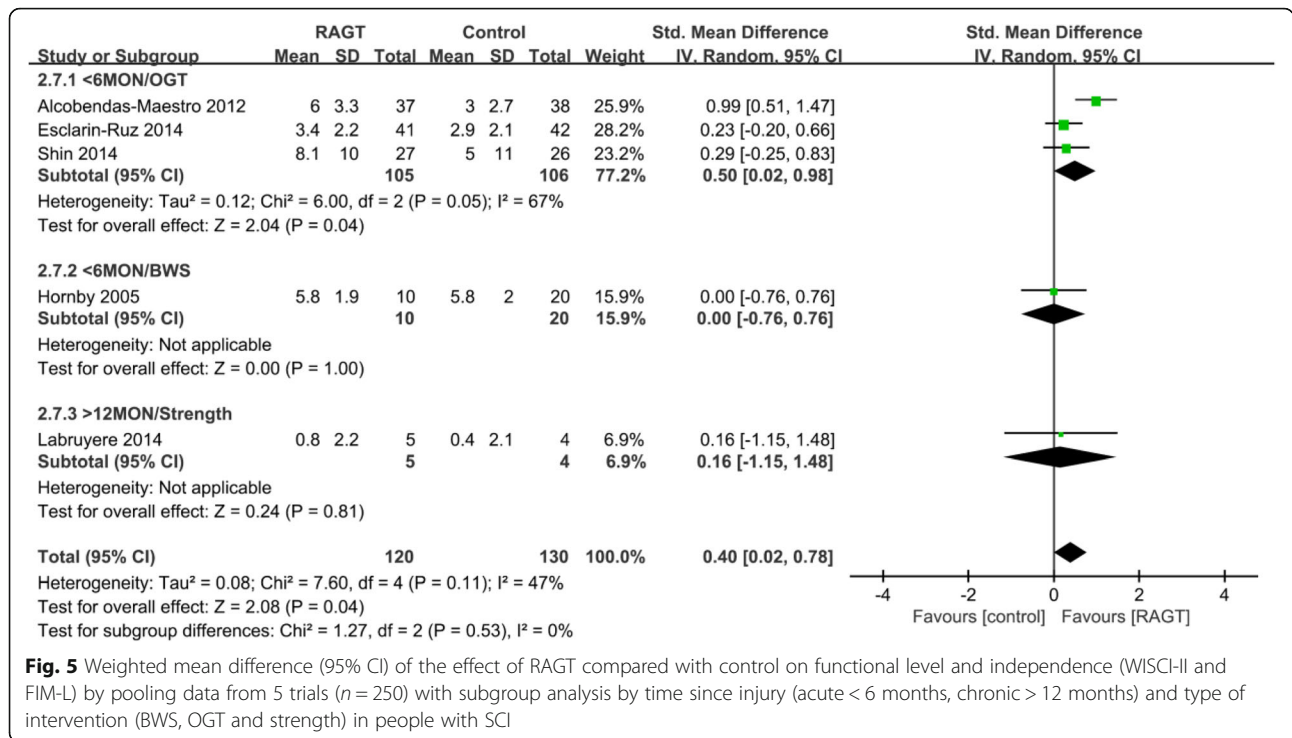 RAGT Control Std. Mean Difference Std. Mean Difference
Study or Subgroup Mean SD Total Mean SD Total Weight IV. Random. 95% CI IV. Random. 95% CI
2.7.1 <6MON/OGT
Alcobendas-Maestro 2012 6 3.3 37 3 2.7 38 25.9% 0.99 [0.51, 1.47]
Esclarin-Ruz 2014 3.4 2.2 41 2.9 2.1 42 28.2% 0.23 [-0.20, 0.66]
Shin 2014 8.1 10 27 5 11 26 23.2% 0.29 [-0.25, 0.83]
Subtotal (95% CI) 105 106 77.2% 0.50 [0.02, 0.98]
Heterogeneity: Tau² = 0.12; Chi² = 6.00, df = 2 (P = 0.05); I² = 67%
Test for overall effect: Z = 2.04 (P = 0.04)
2.7.2 <6MON/BWS
Hornby 2005 5.8 1.9 10 5.8 2 20 15.9% 0.00 [-0.76, 0.76]
Subtotal (95% CI) 10 20 15.9% 0.00 [-0.76, 0.76]
Heterogeneity: Not applicable
Test for overall effect: Z = 0.00 (P = 1.00)
2.7.3 >12MON/Strength
Labruyere 2014 0.8 2.2 5 0.4 2.1 4 6.9% 0.16 [-1.15, 1.48]
Subtotal (95% CI) 5 4 6.9% 0.16 [-1.15, 1.48]
Heterogeneity: Not applicable
Test for overall effect: Z = 0.24 (P = 0.81)
Total (95% CI) 120 130 100.0% 0.40 [0.02, 0.78]
Heterogeneity: Tau² = 0.08; Chi² = 7.60, df = 4 (P = 0.11); I² = 47%
Test for overall effect: Z = 2.08 (P = 0.04)
Test for subgroup differences: Chi² = 1.27, df = 2 (P = 0.53), I² = 0%
-4 -2 0 2 4
Favours [control] Favours [RAGT]
Fig. 5 Weighted mean difference (95% CI) of the effect of RAGT compared with control on functional level and independence (WISCI-II and
FIM-L) by pooling data from 5 trials (n = 250) with subgroup analysis by time since injury (acute < 6 months, chronic > 12 months) and type of
intervention (BWS, OGT and strength) in people with SCI